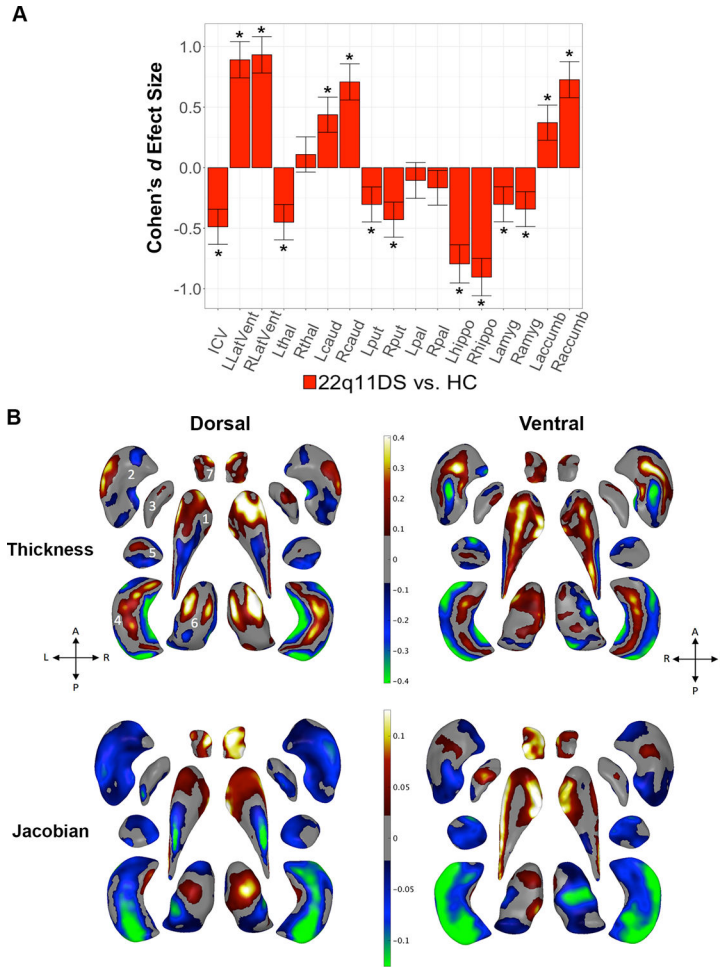 A
Cohen's d Efect Size
1.0
0.5
0.0
-0.5
-1.0
* * * * * * * * * * * * * *
ICV LLatVent RLatVent Lthal Rthal Lcaud Rcaud Lput Rput Lpal Rpal Lhippo Rhippo Lamyg Ramyg Laccumb Raccumb
22q11DS vs. HC
B
Dorsal
Ventral
Thickness
2
7
3
1
5
4
6
0.4
0.3
0.2
0.1
0
−0.1
−0.2
−0.3
−0.4
A
L R
P
A
R
P
Jacobian
0.1
0.05
0
−0.05
−0.1